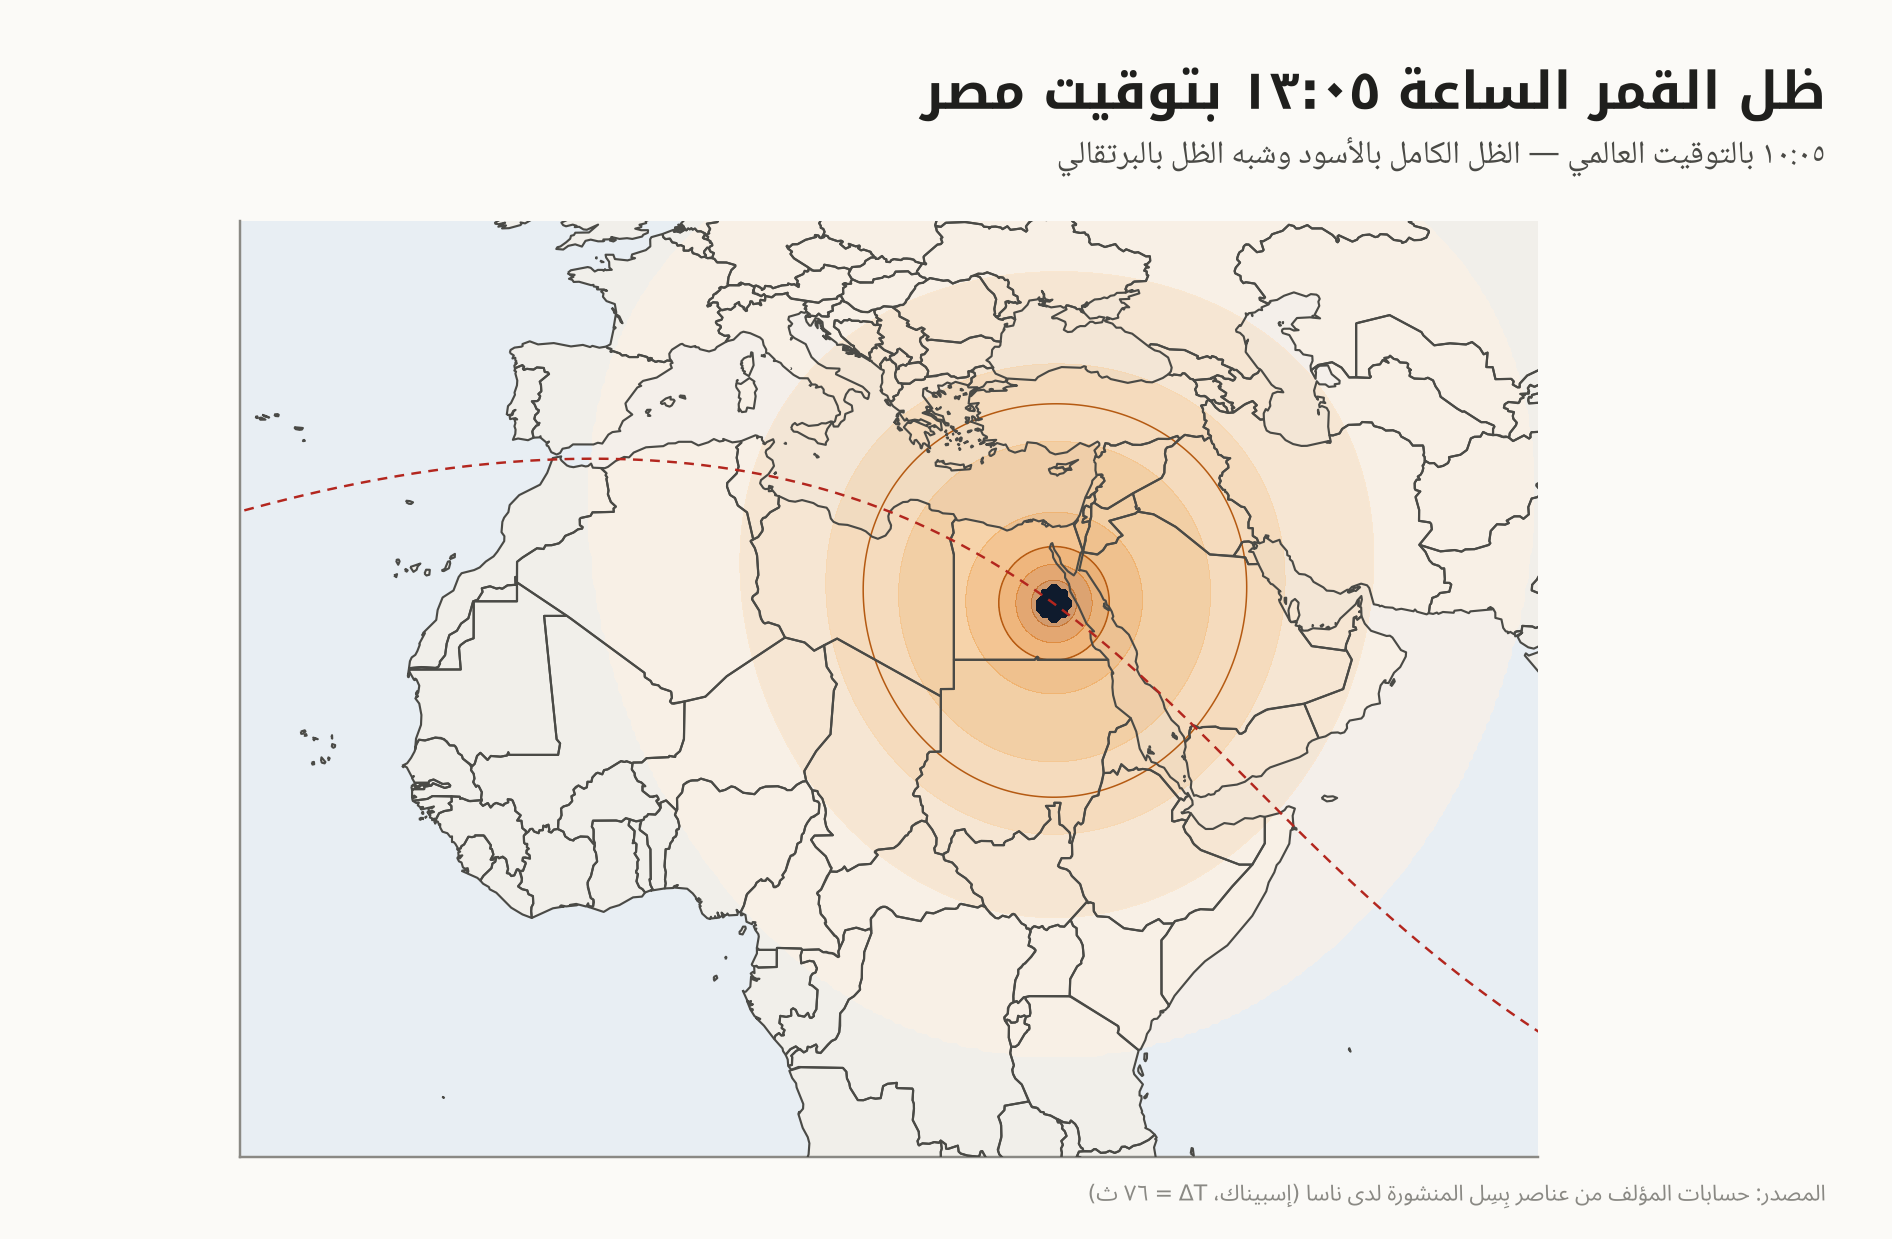 ظل القمر الساعة ١٣:٠٥ بتوقيت مصر
١٠:٠٥ بالتوقيت العالمي — الظل الكامل بالأسود وشبه الظل بالبرتقالي
المصدر: حسابات المؤلف من عناصر بِسِل المنشورة لدى ناسا (إسبيناك، ΔT = ٧٦ ث)